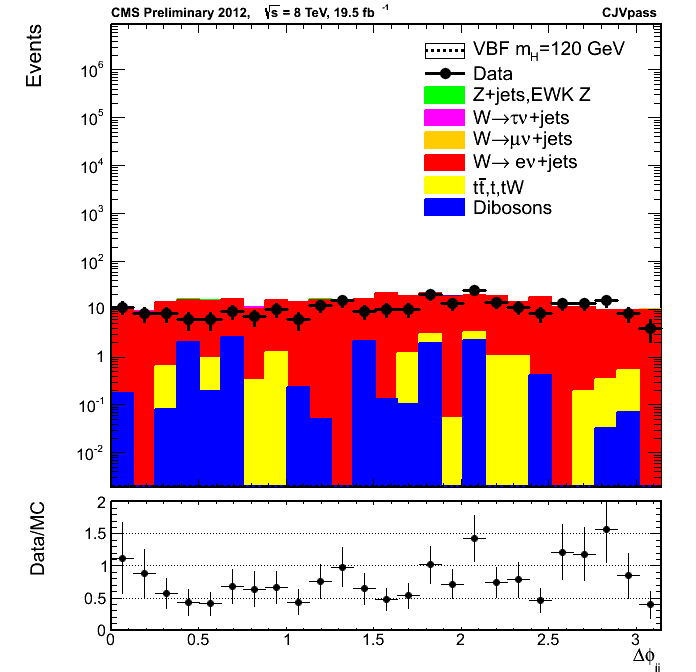 CMS Preliminary 2012, √s = 8 TeV, 19.5 fb⁻¹ CJVpass
Events
VBF m_H=120 GeV
Data
Z+jets,EWK Z
W→τν+jets
W→μν+jets
W→ eν+jets
tt̄,t,tW
Dibosons
10⁶
10⁵
10⁴
10³
10²
10
1
10⁻¹
10⁻²
Data/MC
2
1.5
1
0.5
0
0 0.5 1 1.5 2 2.5 3
Δϕ_jj